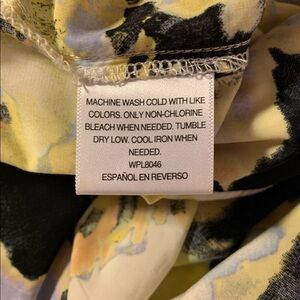 MACHINE WASH COLD WITH LIKE
COLORS. ONLY NON-CHLORINE
BLEACH WHEN NEEDED. TUMBLE
DRY LOW. COOL IRON WHEN
NEEDED.
WPL8046
ESPAÑOL EN REVERSO